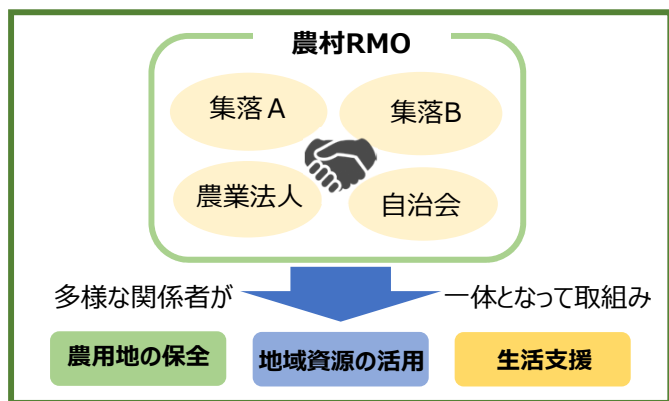 農村RMO
集落A
集落B
農業法人
自治会
多様な関係者が
一体となって取組み
農用地の保全
地域資源の活用
生活支援